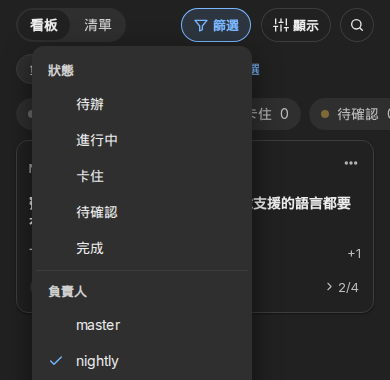 看板 清單 篩選 顯示
狀態
待辦
進行中
卡住 0 待確認 0
卡住
待確認
支援的語言都要
完成
+1
負責人
2/4
master
nightly